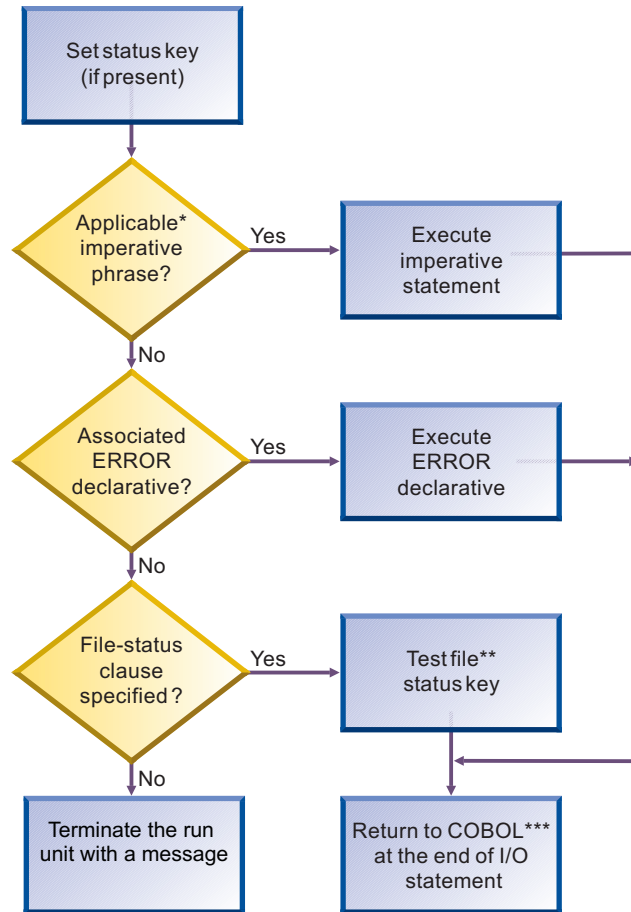 Set status key
(if present)
Applicable*
imperative
phrase?
Yes
Execute
imperative
statement
No
Associated
ERROR
declarative?
Yes
Execute
ERROR
declarative
No
File-status
clause
specified?
Yes
Test file**
status key
No
Terminate the run
unit with a message
Return to COBOL***
at the end of I/O
statement